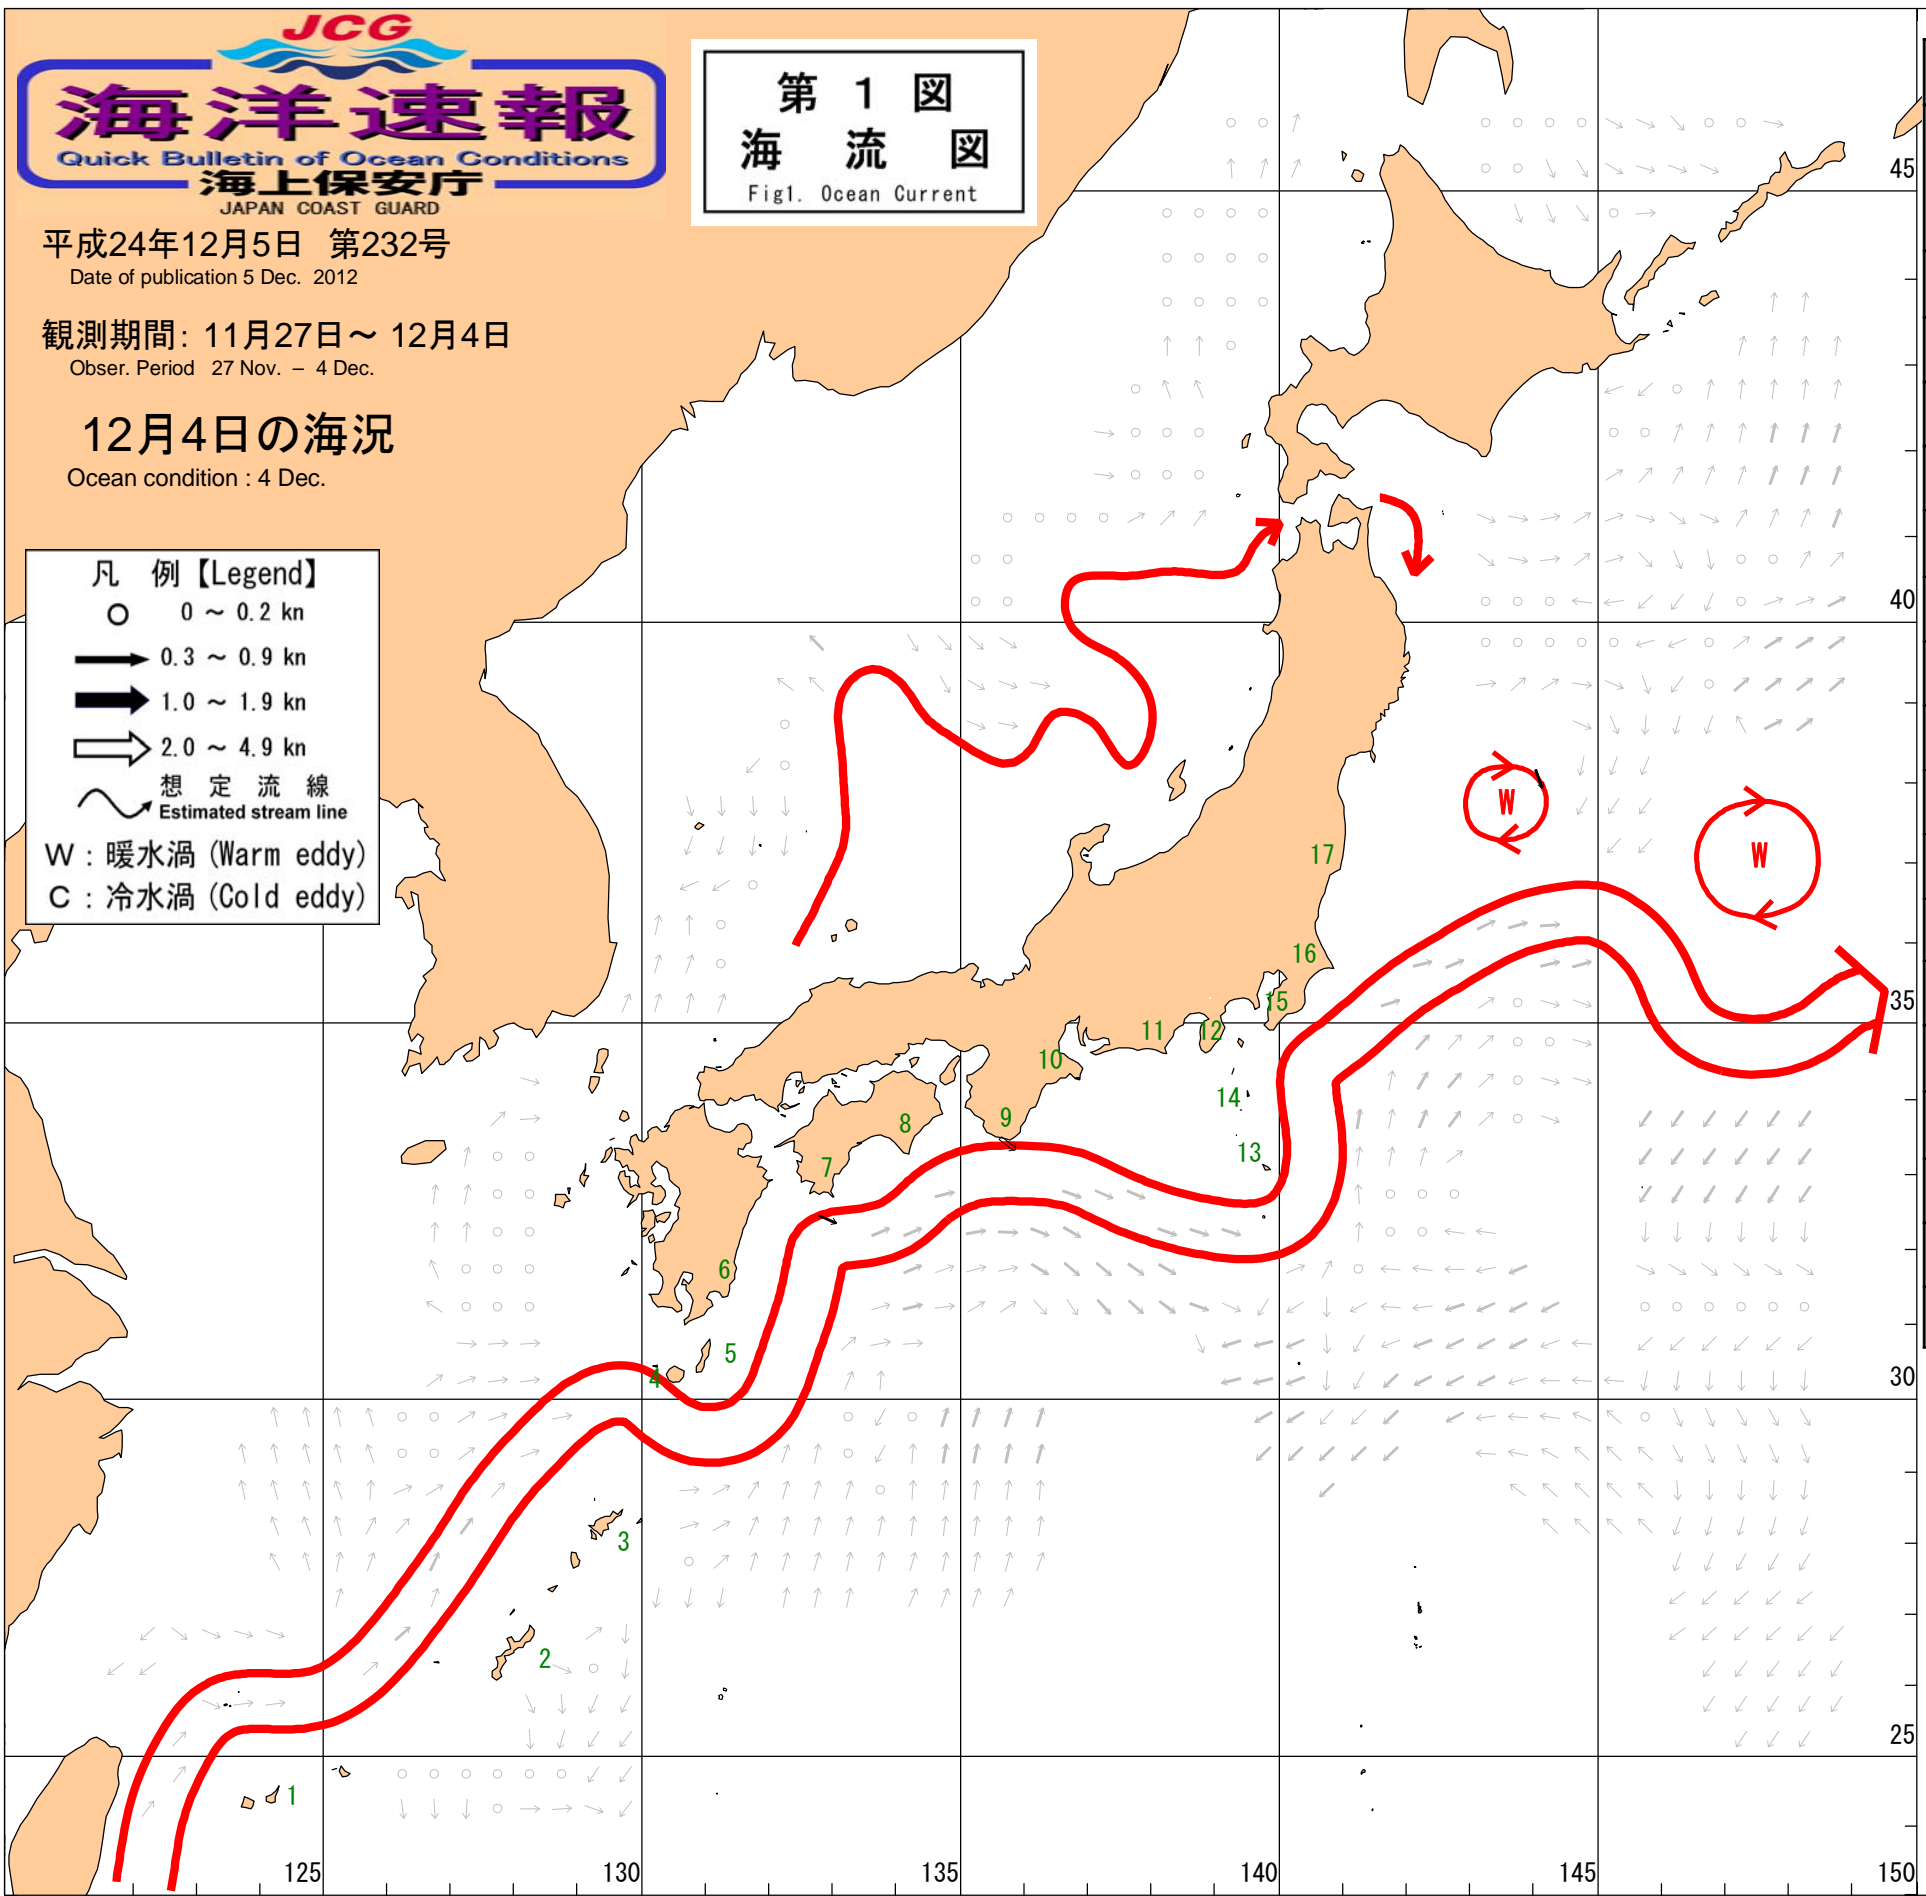 JCG
海洋速報
Quick Bulletin of Ocean Conditions
海上保安庁
JAPAN COAST GUARD
第 1 図
海 流 図
Fig1. Ocean Current
平成24年12月5日 第232号
Date of publication 5 Dec. 2012
観測期間: 11月27日～ 12月4日
Obser. Period 27 Nov. – 4 Dec.
12月4日の海況
Ocean condition : 4 Dec.
凡 例【Legend】
0 ～ 0.2 kn
0.3 ～ 0.9 kn
1.0 ～ 1.9 kn
2.0 ～ 4.9 kn
想 定 流 線
Estimated stream line
W : 暖水渦 (Warm eddy)
C : 冷水渦 (Cold eddy)
45
40
W
W
17
16
15
35
11
12
10
14
8
9
13
7
6
5
4
30
3
2
25
1
125
130
135
140
145
150